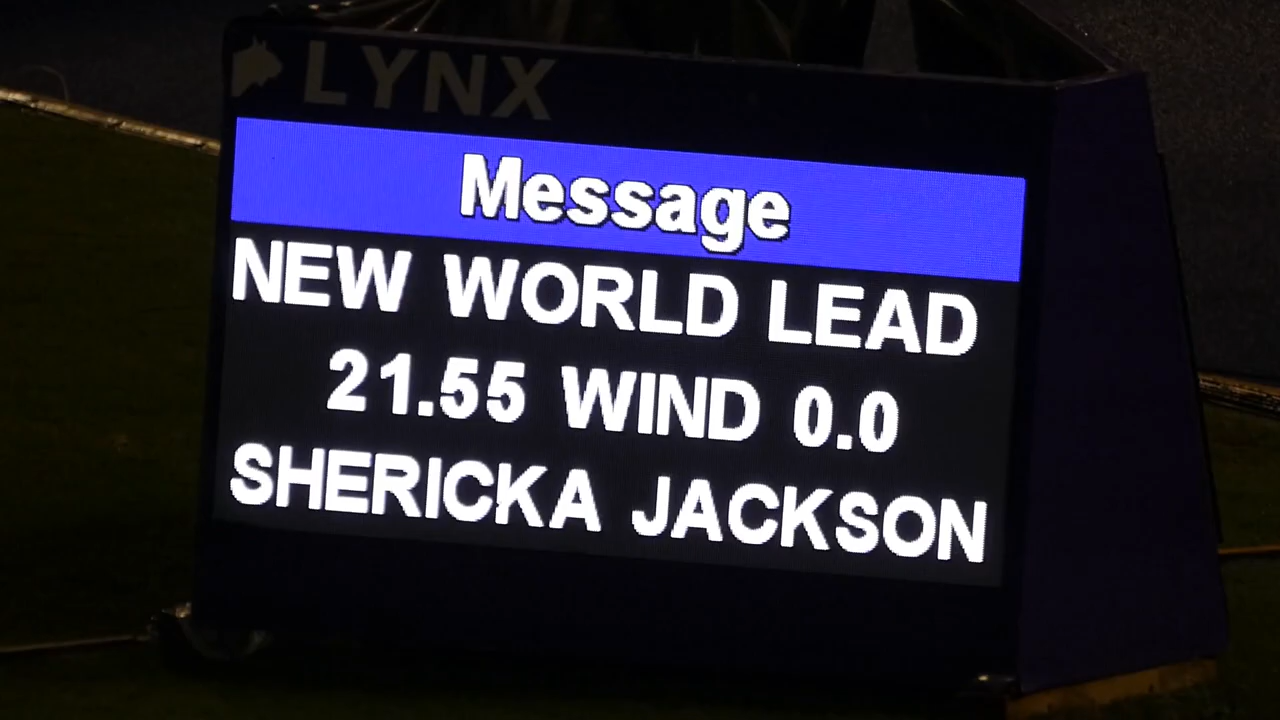 LYNX
Message
NEW WORLD LEAD
21.55 WIND 0.0
SHERICKA JACKSON